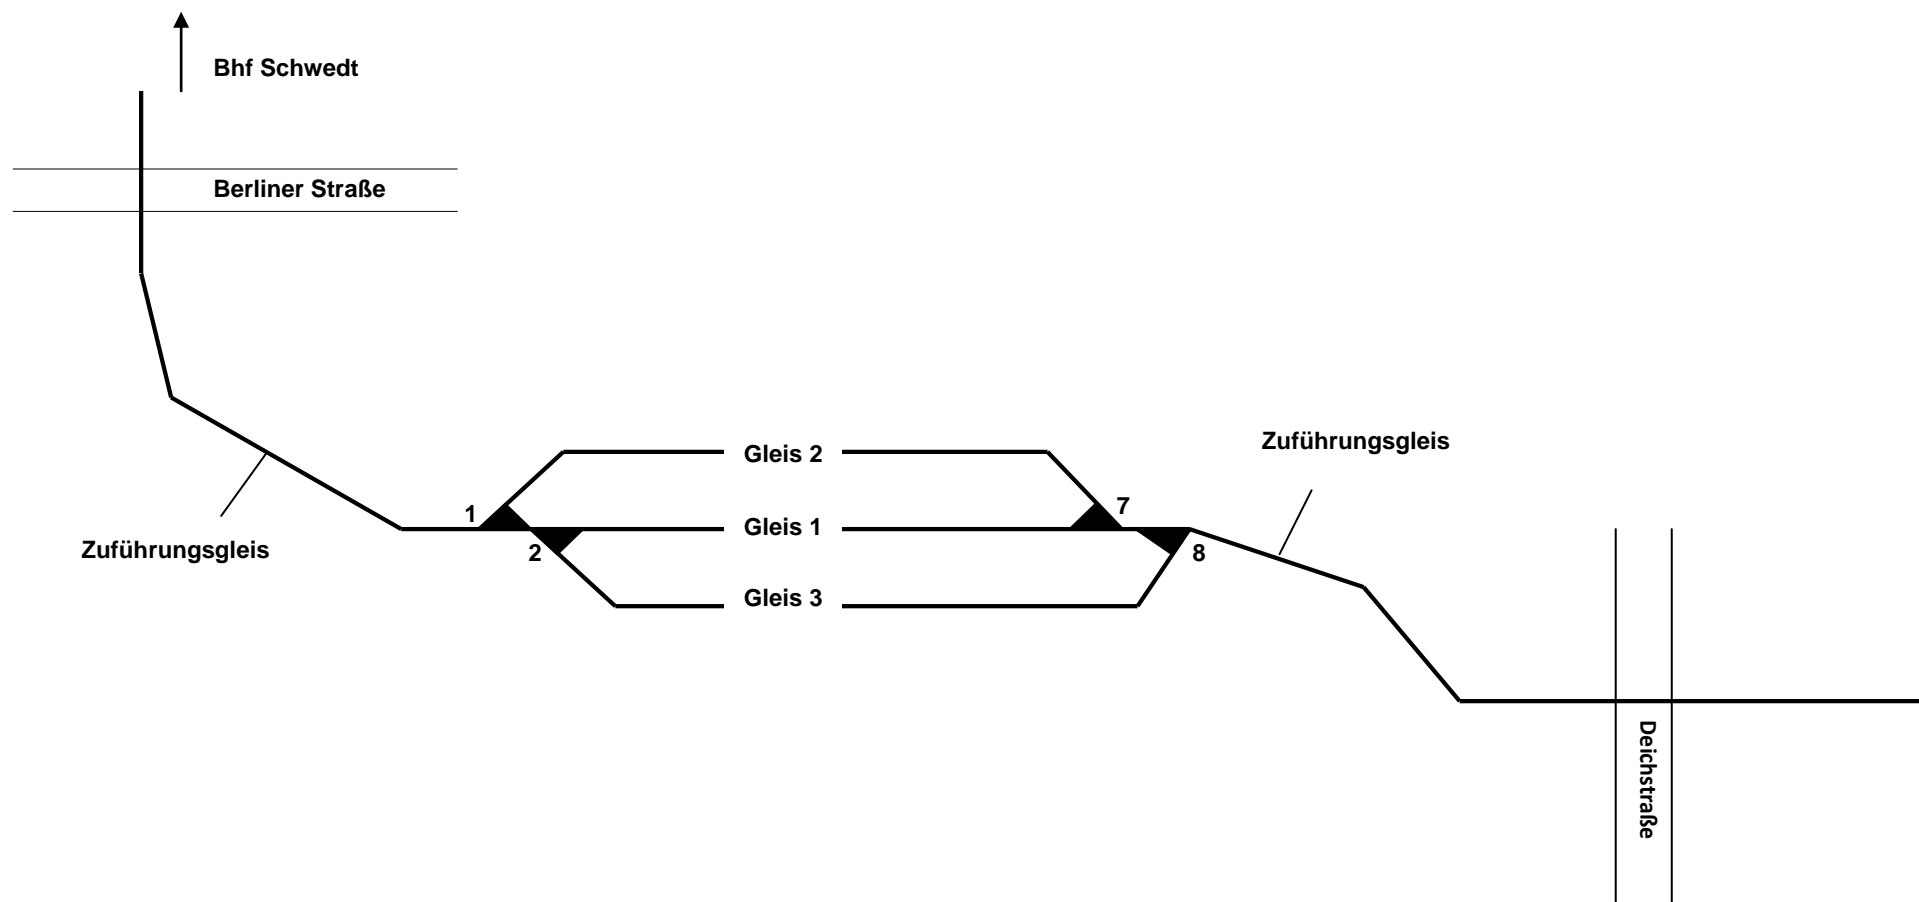 Bhf Schwedt
Berliner Straße
Zuführungsgleis
Gleis 2
Zuführungsgleis
1
7
Gleis 1
2
8
Gleis 3
Deichstraße